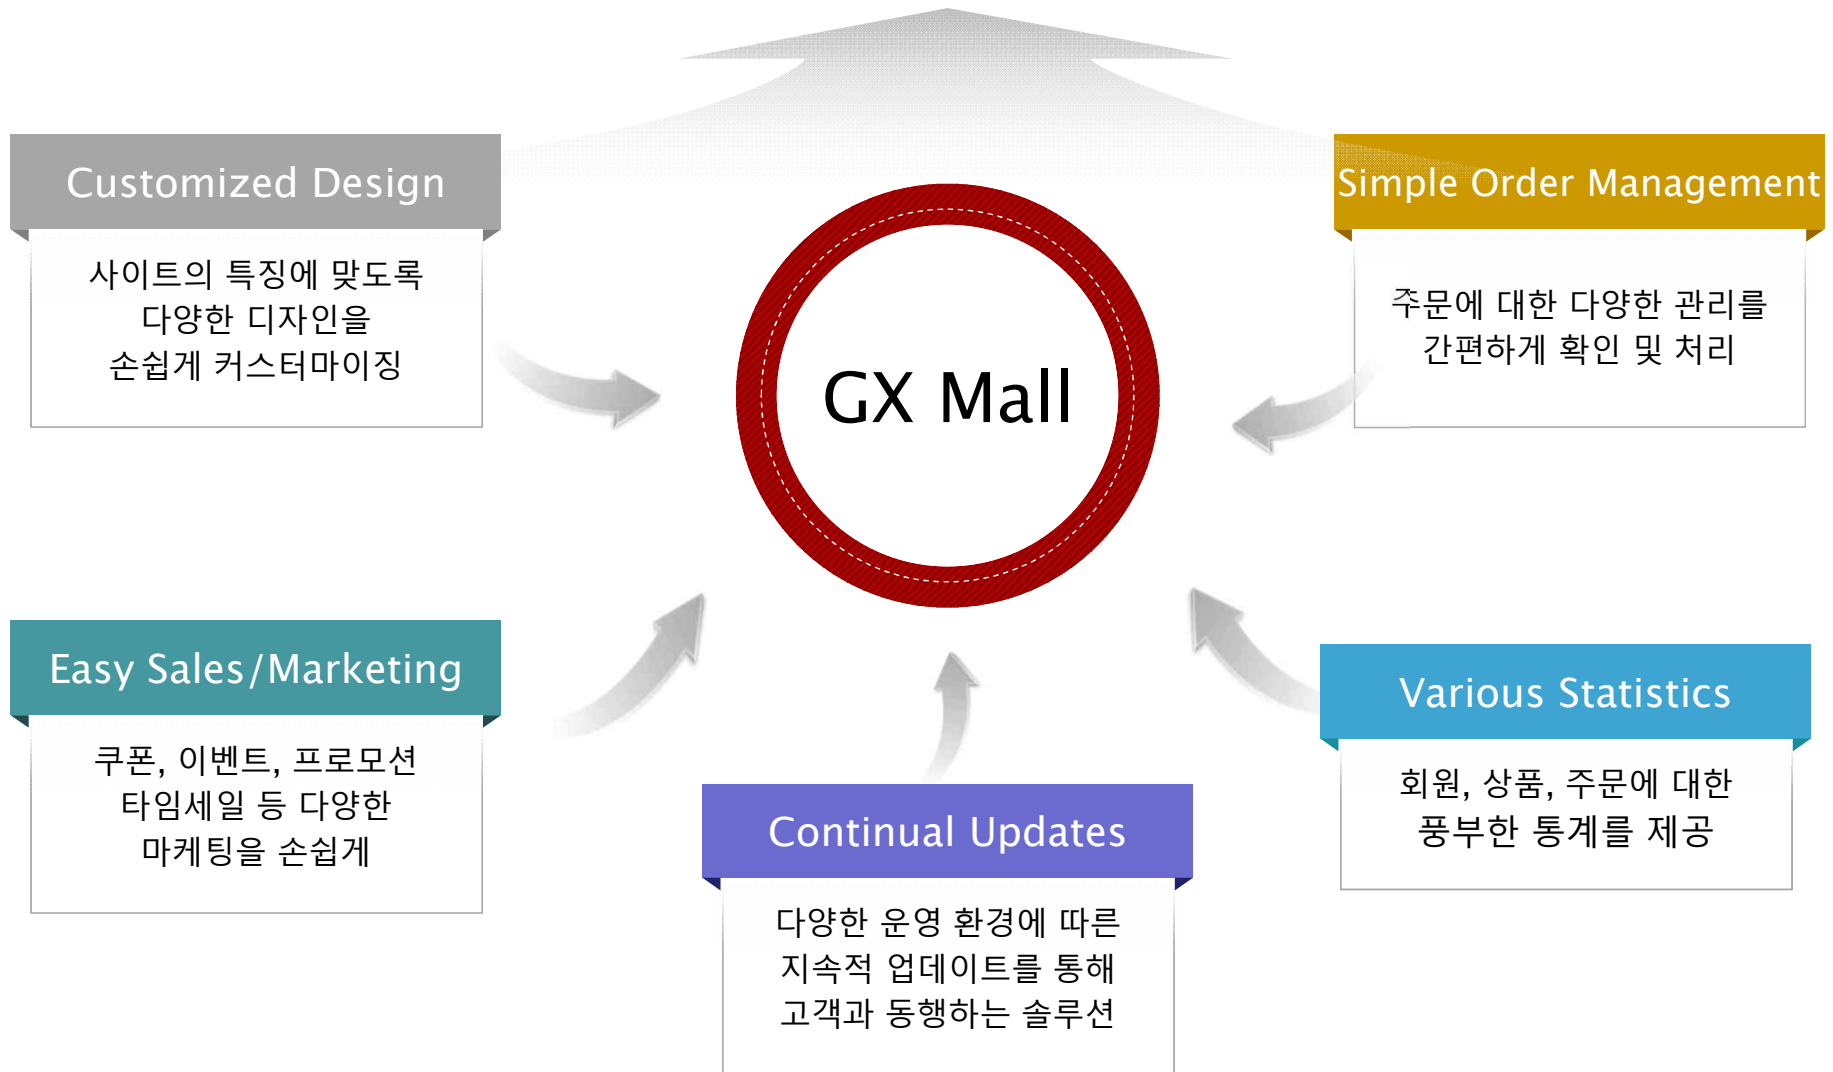 Customized Design
사이트의 특징에 맞도록
다양한 디자인을
손쉽게 커스터마이징
Simple Order Management
주문에 대한 다양한 관리를
간편하게 확인 및 처리
GX Mall
Easy Sales/Marketing
쿠폰, 이벤트, 프로모션
타임세일 등 다양한
마케팅을 손쉽게
Continual Updates
다양한 운영 환경에 따른
지속적 업데이트를 통해
고객과 동행하는 솔루션
Various Statistics
회원, 상품, 주문에 대한
풍부한 통계를 제공